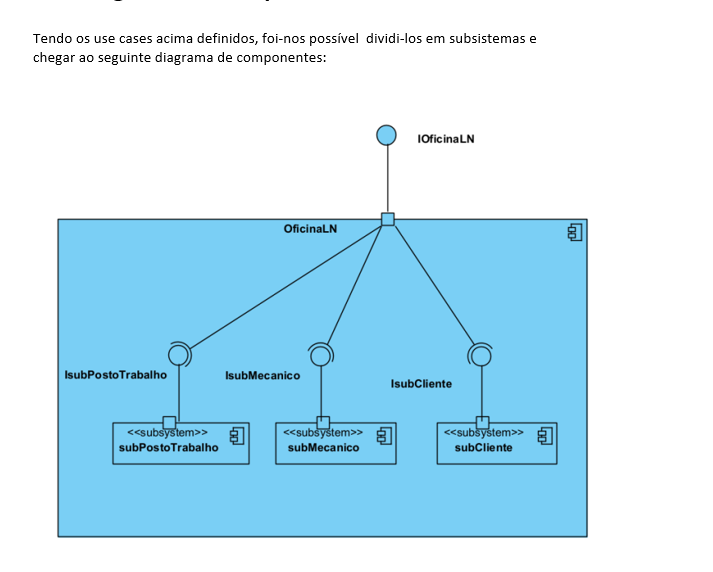 Tendo os use cases acima definidos, foi-nos possível dividi-los em subsistemas e
chegar ao seguinte diagrama de componentes:
IOficinaLN
OficinaLN
IsubPostoTrabalho
IsubMecanico
IsubCliente
<<subsystem>>
subPostoTrabalho
<<subsystem>>
subMecanico
<<subsystem>>
subCliente